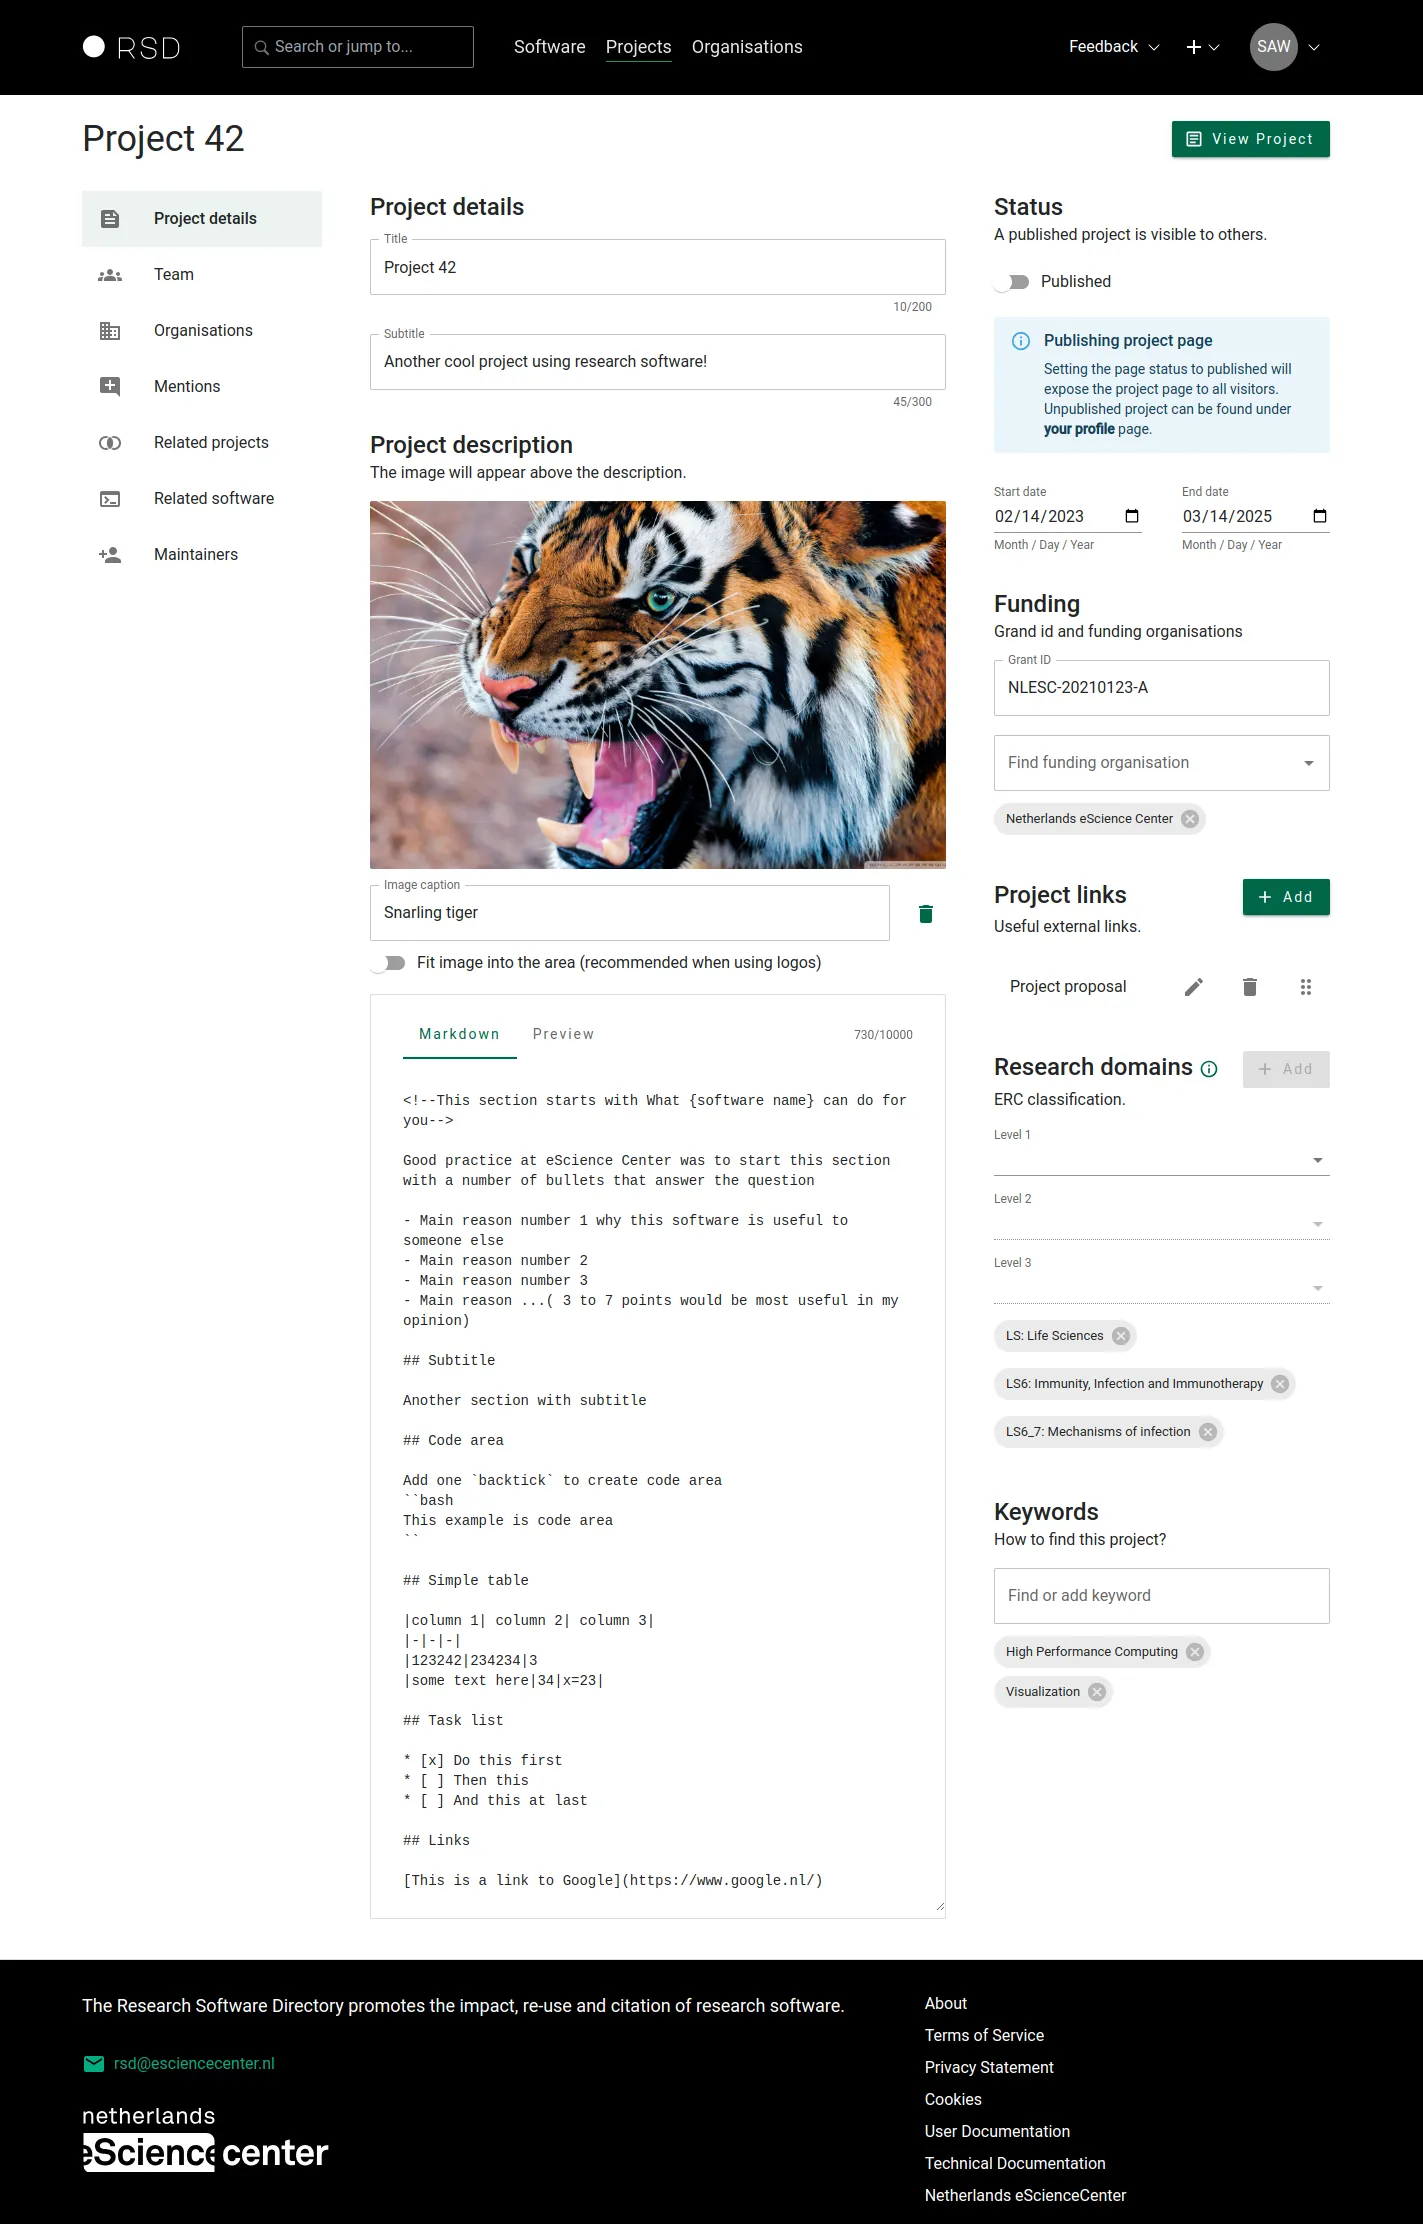 RSD
Search or jump to...
Software
Projects
Organisations
Feedback
SAW
Project 42
View Project
Project details
Team
Organisations
Mentions
Related projects
Related software
Maintainers
Project details
Title
Project 42
10/200
Subtitle
Another cool project using research software!
45/300
Project description
The image will appear above the description.
Image caption
Snarling tiger
Fit image into the area (recommended when using logos)
Markdown
Preview
730/10000
<!--This section starts with What {software name} can do for
you-->
Good practice at eScience Center was to start this section
with a number of bullets that answer the question
- Main reason number 1 why this software is useful to
someone else
- Main reason number 2
- Main reason number 3
- Main reason ...( 3 to 7 points would be most useful in my
opinion)
## Subtitle
Another section with subtitle
## Code area
Add one `backtick` to create code area
``bash
This example is code area
``
## Simple table
|column 1| column 2| column 3|
|-|-|-|
|123242|234234|3
|some text here|34|x=23|
## Task list
* [x] Do this first
* [ ] Then this
* [ ] And this at last
## Links
[This is a link to Google](https://www.google.nl/)
Status
A published project is visible to others.
Published
Publishing project page
Setting the page status to published will
expose the project page to all visitors.
Unpublished project can be found under
your profile page.
Start date
02/14/2023
Month / Day / Year
End date
03/14/2025
Month / Day / Year
Funding
Grand id and funding organisations
Grant ID
NLESC-20210123-A
Find funding organisation
Netherlands eScience Center
Project links
Add
Useful external links.
Project proposal
Research domains
Add
ERC classification.
Level 1
Level 2
Level 3
LS: Life Sciences
LS6: Immunity, Infection and Immunotherapy
LS6_7: Mechanisms of infection
Keywords
How to find this project?
Find or add keyword
High Performance Computing
Visualization
The Research Software Directory promotes the impact, re-use and citation of research software.
rsd@esciencecenter.nl
netherlands
eScience center
About
Terms of Service
Privacy Statement
Cookies
User Documentation
Technical Documentation
Netherlands eScienceCenter